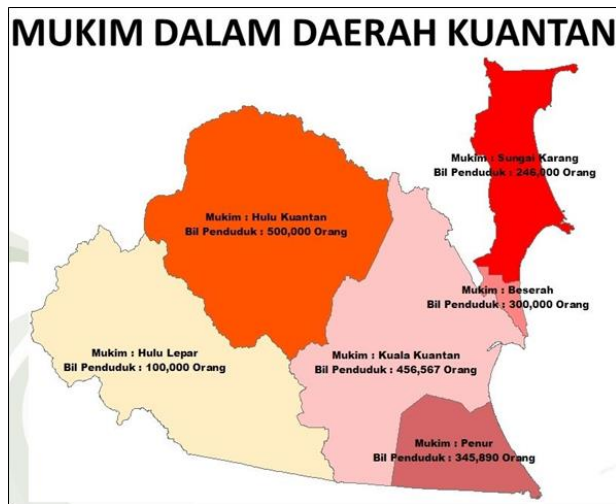 MUKIM DALAM DAERAH KUANTAN
Mukim : Sungai Karang
Bil Penduduk : 246,000 Orang
Mukim : Hulu Kuantan
Bil Penduduk : 500,000 Orang
Mukim : Beserah
Bil Penduduk : 300,000 Orang
Mukim : Hulu Lepar
Bil Penduduk : 100,000 Orang
Mukim : Kuala Kuantan
Bil Penduduk : 456,567 Orang
Mukim : Penur
Bil Penduduk : 345,890 Orang